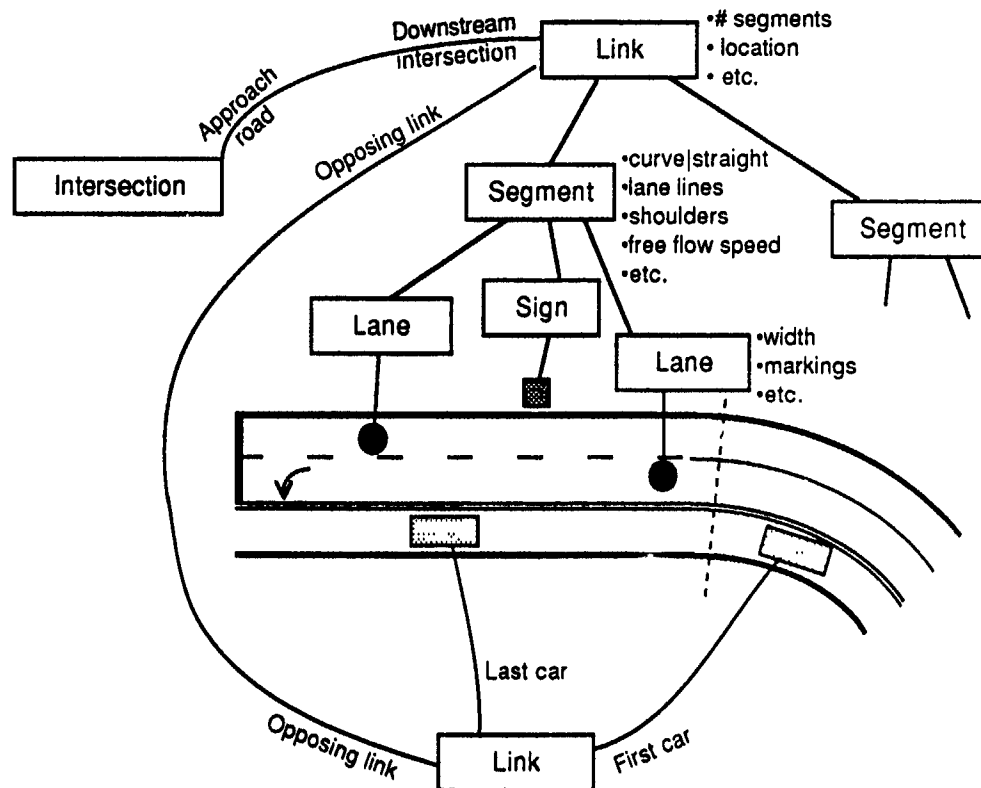 Downstream
intersection
Link
•# segments
• location
• etc.
Approach
road
Opposing link
Intersection
Segment
•curve|straight
•lane lines
•shoulders
•free flow speed
•etc.
Segment
Lane
Sign
Lane
•width
•markings
•etc.
Last car
First car
Opposing link
Link